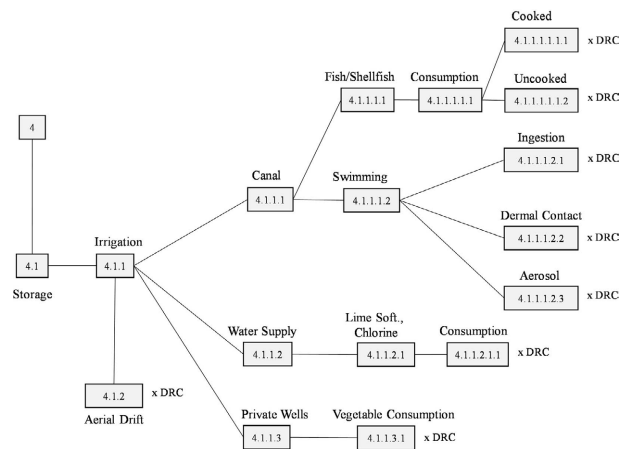 Cooked
4.1.1.1.1.1.1 x DRC
Fish/Shellfish Consumption Uncooked
4.1.1.1.1 4.1.1.1.1.1 4.1.1.1.1.1.2 x DRC
4
Ingestion
4.1.1.1.2.1 x DRC
Canal Swimming
4.1.1.1 4.1.1.1.2
Dermal Contact
4.1.1.1.2.2 x DRC
Irrigation
4.1 4.1.1
Storage
Aerosol
4.1.1.1.2.3 x DRC
Water Supply Lime Soft., Chlorine Consumption
4.1.1.2 4.1.1.2.1 4.1.1.2.1.1 x DRC
4.1.2 x DRC
Aerial Drift
Private Wells Vegetable Consumption
4.1.1.3 4.1.1.3.1 x DRC